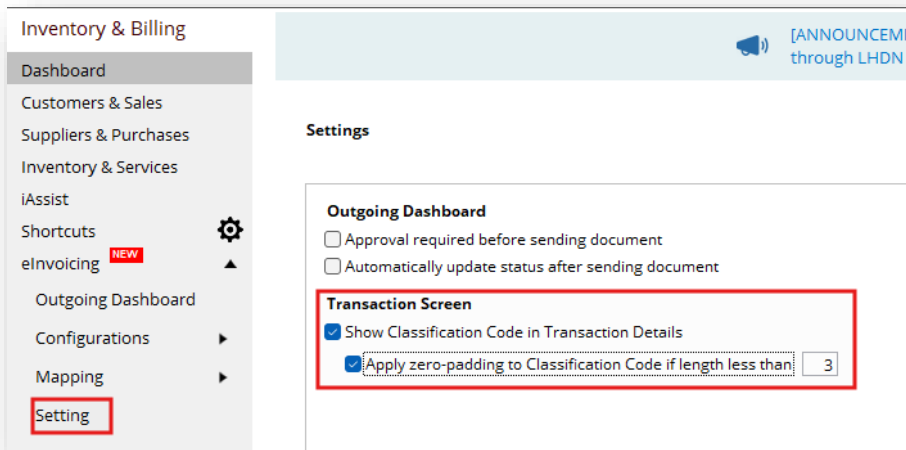 Inventory & Billing
Dashboard
Customers & Sales
Suppliers & Purchases
Inventory & Services
iAssist
Shortcuts
eInvoicing NEW
Outgoing Dashboard
Configurations
Mapping
Setting
[ANNOUNCEM
through LHDN
Settings
Outgoing Dashboard
Approval required before sending document
Automatically update status after sending document
Transaction Screen
Show Classification Code in Transaction Details
Apply zero-padding to Classification Code if length less than 3